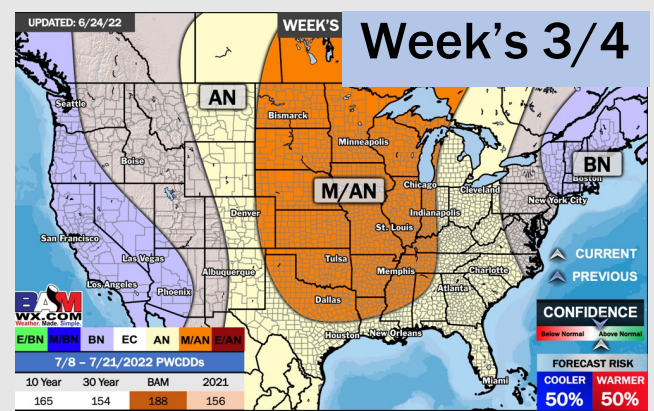 UPDATED: 6/24/22
WEEK'S
Week's 3/4
AN
Seattle
Bismarck
Minneapolis
BN
Boston
Boise
M/AN
Chicago
Cleveland
New York City
Denver
Indianapolis
St. Louis
San Francisco
Las Vegas
Los Angeles
Phoenix
Albuquerque
Tulsa
Memphis
Charlotte
Atlanta
Dallas
Houston
New Orleans
Miami
CURRENT
PREVIOUS
BAM
WX.COM
Weather. Made. Simple.
CONFIDENCE
Below Normal Above Normal
E/BN M/BN BN EC AN M/AN E/AN
7/8 – 7/21/2022 PWCDDs
10 Year 30 Year BAM 2021
165 154 188 156
FORECAST RISK
COOLER WARMER
50% 50%